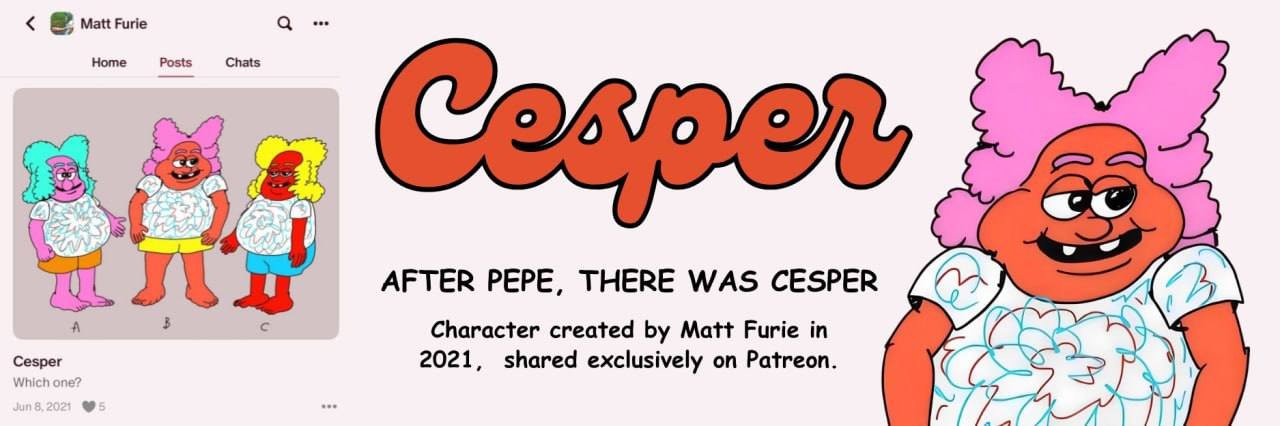 Matt Furie
Home Posts Chats
A B C
Cesper
Which one?
Jun 8, 2021 5
Cesper
AFTER PEPE, THERE WAS CESPER
Character created by Matt Furie in
2021, shared exclusively on Patreon.